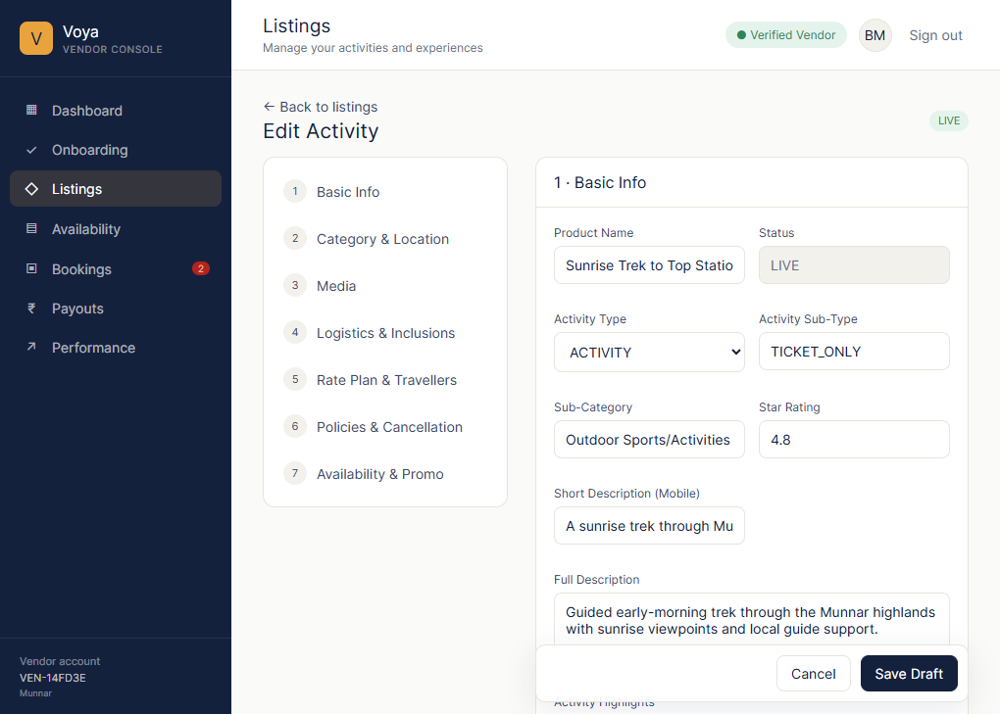 V
Voya
VENDOR CONSOLE
Dashboard
Onboarding
Listings
Availability
Bookings 2
₹ Payouts
Performance
Vendor account
VEN-14FD3E
Munnar
Listings
Manage your activities and experiences
Verified Vendor
BM
Sign out
← Back to listings
Edit Activity
LIVE
1 Basic Info
2 Category & Location
3 Media
4 Logistics & Inclusions
5 Rate Plan & Travellers
6 Policies & Cancellation
7 Availability & Promo
1 · Basic Info
Product Name Status
Sunrise Trek to Top Statio LIVE
Activity Type Activity Sub-Type
ACTIVITY TICKET_ONLY
Sub-Category Star Rating
Outdoor Sports/Activities 4.8
Short Description (Mobile)
A sunrise trek through Mu
Full Description
Guided early-morning trek through the Munnar highlands
with sunrise viewpoints and local guide support.
Cancel Save Draft
Activity Highlights